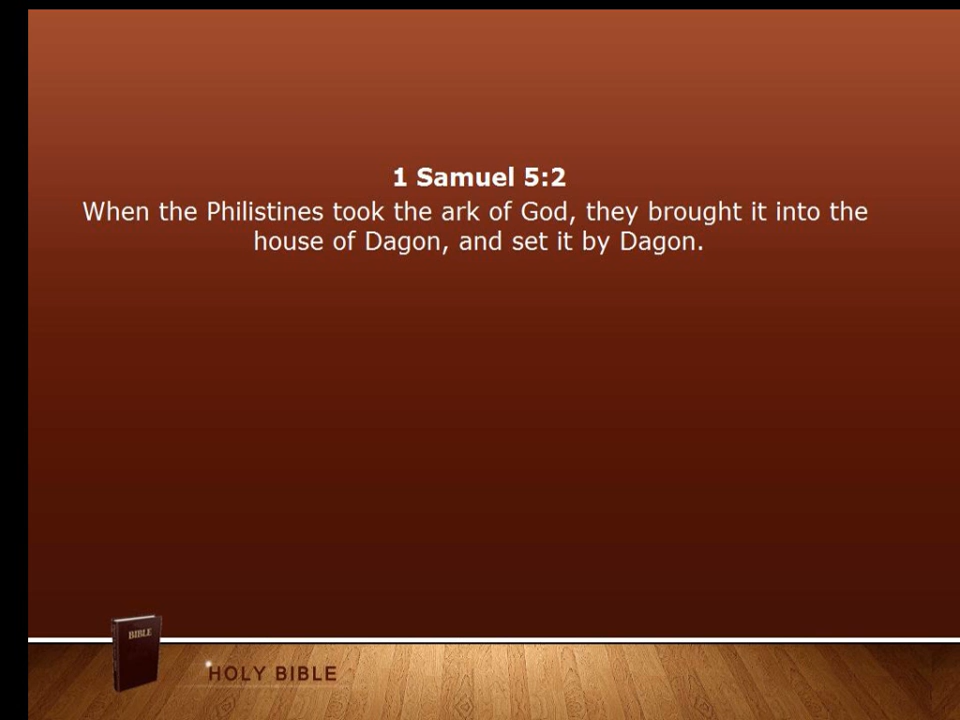 1 Samuel 5:2
When the Philistines took the ark of God, they brought it into the
house of Dagon, and set it by Dagon.
BIBLE
HOLY BIBLE